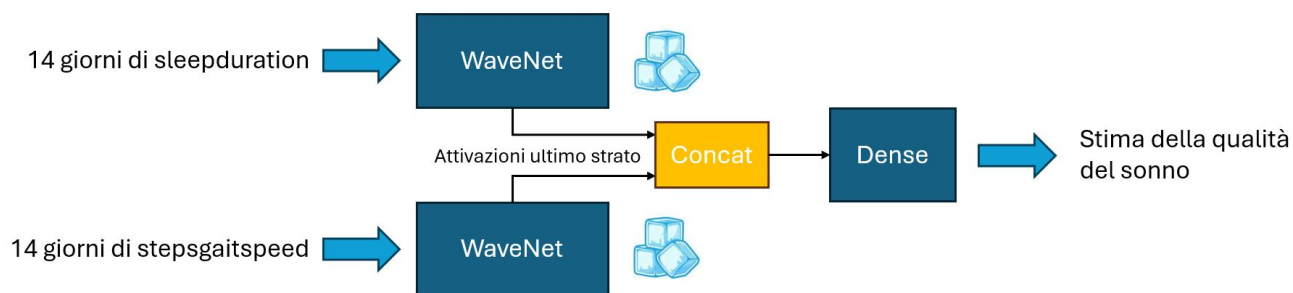 14 giorni di sleepduration
WaveNet
Attivazioni ultimo strato
Concat
Dense
Stima della qualità
del sonno
14 giorni di stepsgaitspeed
WaveNet